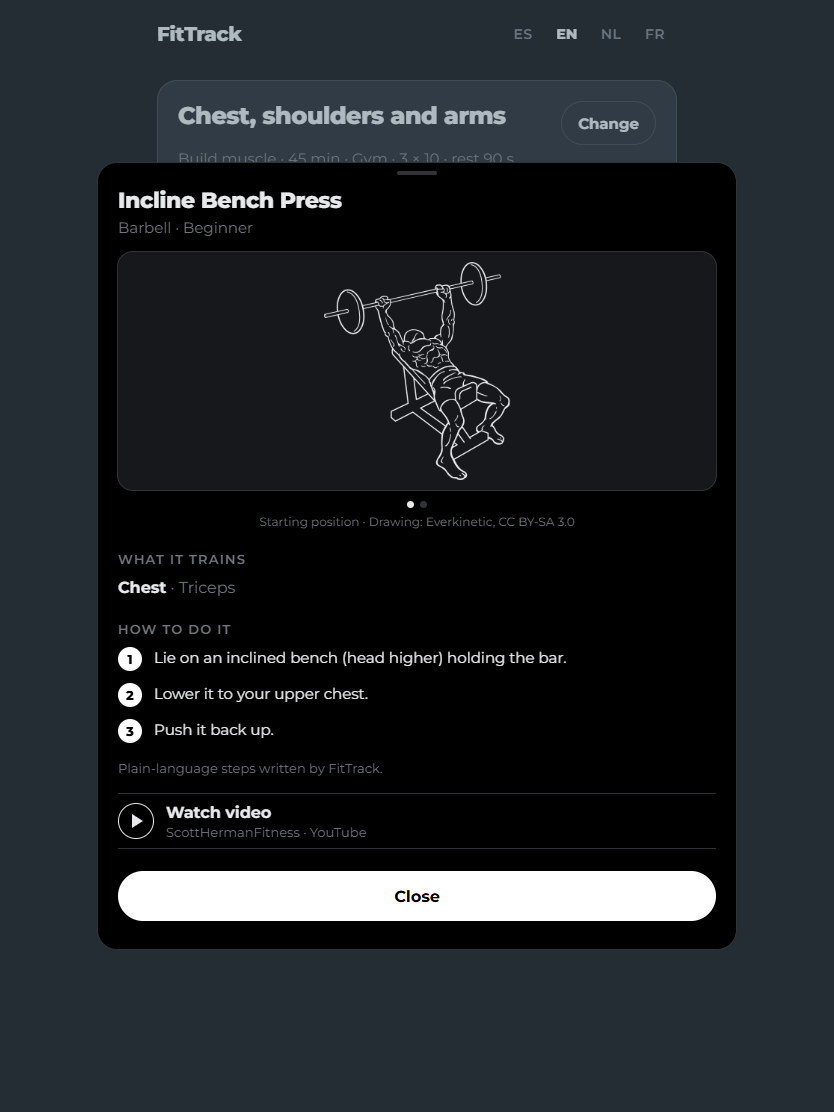 FitTrack
ES EN NL FR
Chest, shoulders and arms
Change
Build muscle · 45 min · Gym · 3 × 10 · rest 90 s
Incline Bench Press
Barbell · Beginner
Starting position · Drawing: Everkinetic, CC BY-SA 3.0
WHAT IT TRAINS
Chest · Triceps
HOW TO DO IT
1 Lie on an inclined bench (head higher) holding the bar.
2 Lower it to your upper chest.
3 Push it back up.
Plain-language steps written by FitTrack.
Watch video
ScottHermanFitness · YouTube
Close